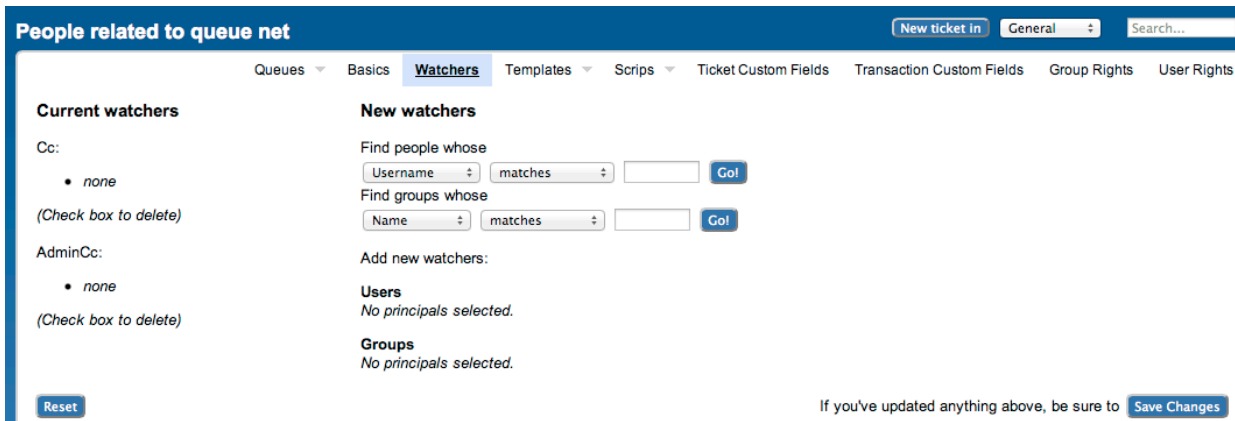 People related to queue net
New ticket in General Search...
Queues Basics Watchers Templates Scrips Ticket Custom Fields Transaction Custom Fields Group Rights User Rights
Current watchers
Cc:
• none
(Check box to delete)
AdminCc:
• none
(Check box to delete)
New watchers
Find people whose
Username matches Go!
Find groups whose
Name matches Go!
Add new watchers:
Users
No principals selected.
Groups
No principals selected.
Reset
If you've updated anything above, be sure to Save Changes